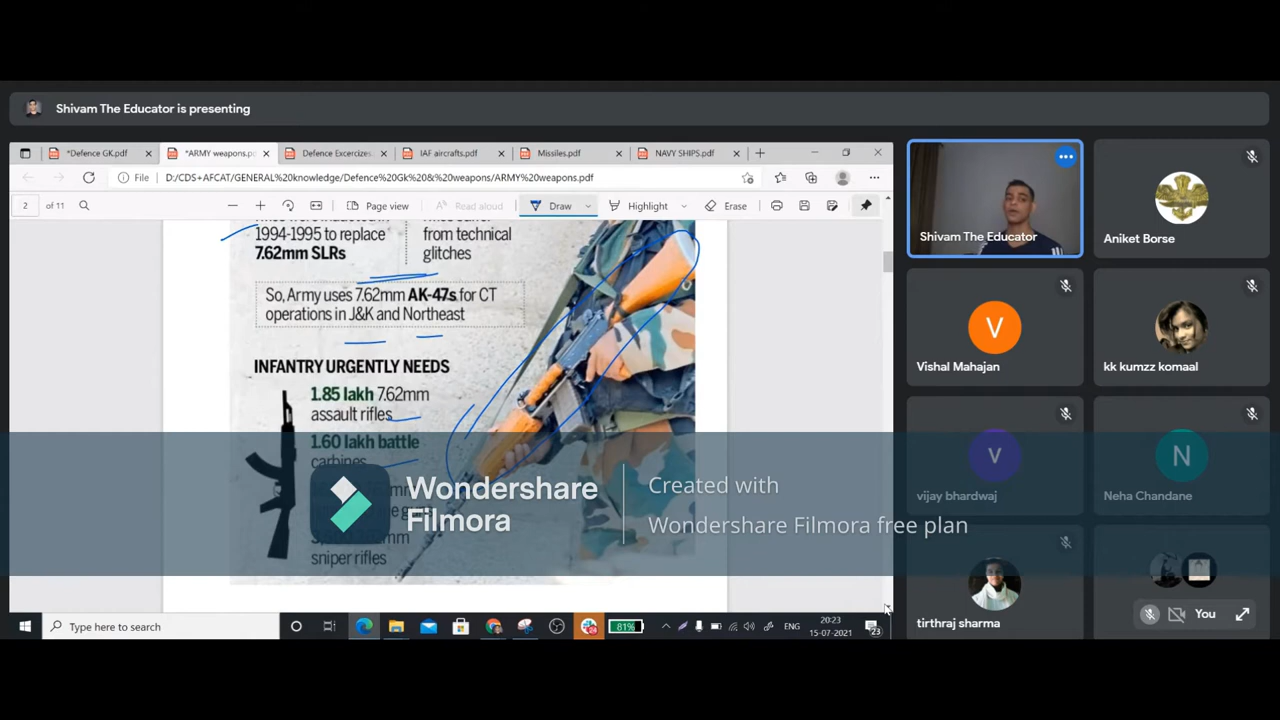 Shivam The Educator is presenting
*Defence GK.pdf
*ARMY weapons.p
Defence Excercizes.
IAF aircrafts.pdf
Missiles.pdf
NAVY SHIPS.pdf
File
D:/CDS+AFCAT/GENERAL%20knowledge/Defence%20Gk%20&%20weapons/ARMY%20weapons.pdf
2 of 11
Page view
Read aloud
Draw
Highlight
Erase
1994-1995 to replace
7.62mm SLRs
from technical
glitches
So, Army uses 7.62mm AK-47s for CT
operations in J&K and Northeast
INFANTRY URGENTLY NEEDS
1.85 lakh 7.62mm
assault rifles
1.60 lakh battle
carbines
sniper rifles
Wondershare
Filmora
Created with
Wondershare Filmora free plan
Type here to search
81%
ENG
20:23
15-07-2021
23
Shivam The Educator
Aniket Borse
V
Vishal Mahajan
kk kumzz komaal
V
vijay bhardwaj
N
Neha Chandane
tirthraj sharma
You